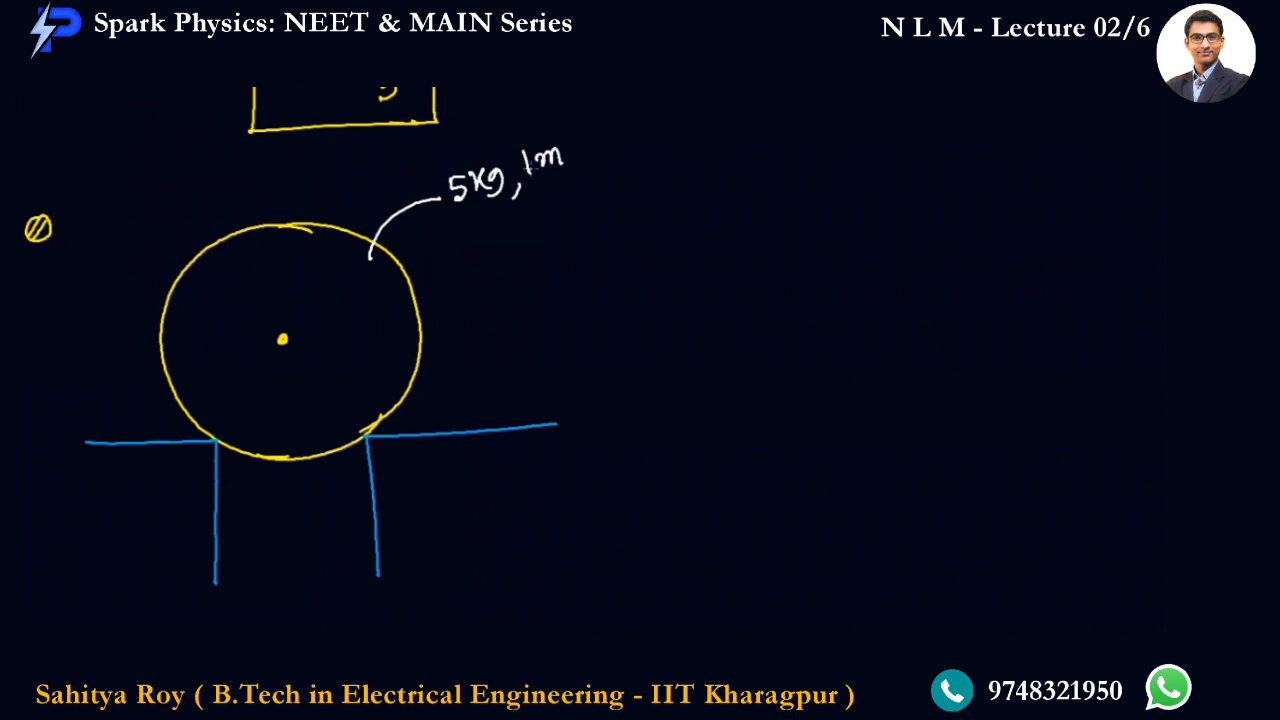 Spark Physics: NEET & MAIN Series
N L M - Lecture 02/6
5kg, 1m
Sahitya Roy ( B.Tech in Electrical Engineering - IIT Kharagpur )
9748321950